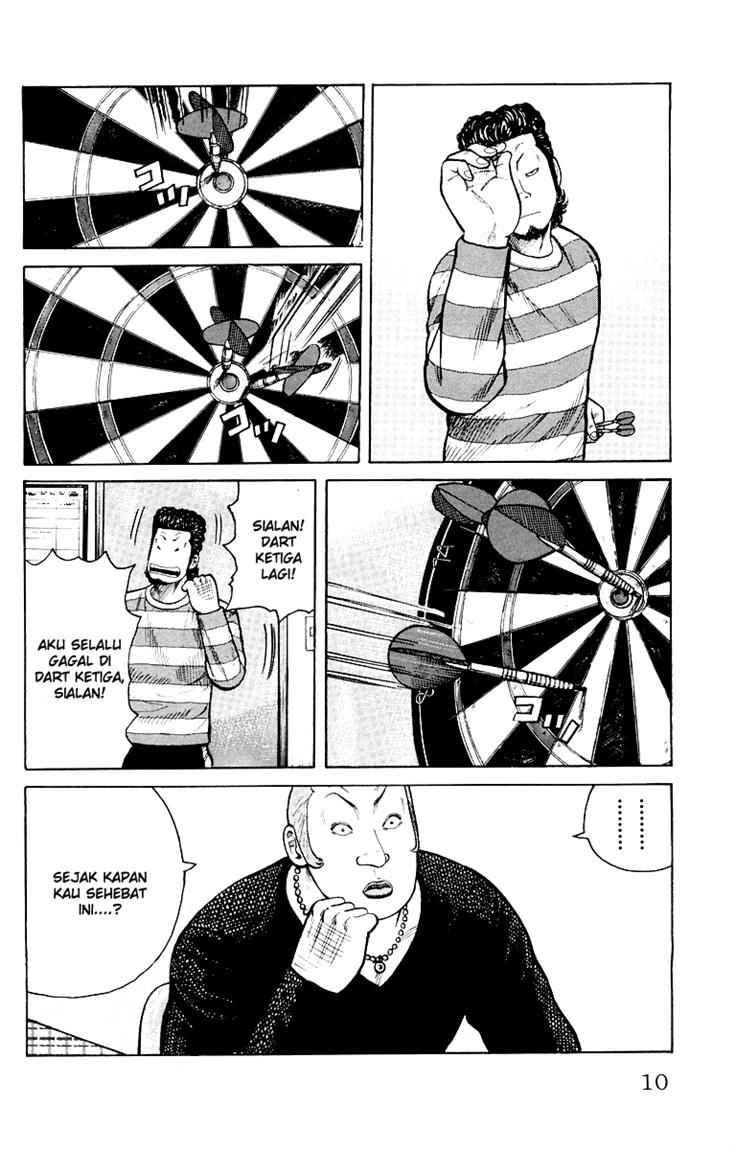 コッ
コッ
SIALAN!
DART
KETIGA
LAGI!
AKU SELALU
GAGAL DI
DART KETIGA,
SIALAN!
コッ
SEJAK KAPAN
KAU SEHEBAT
INI....?
10